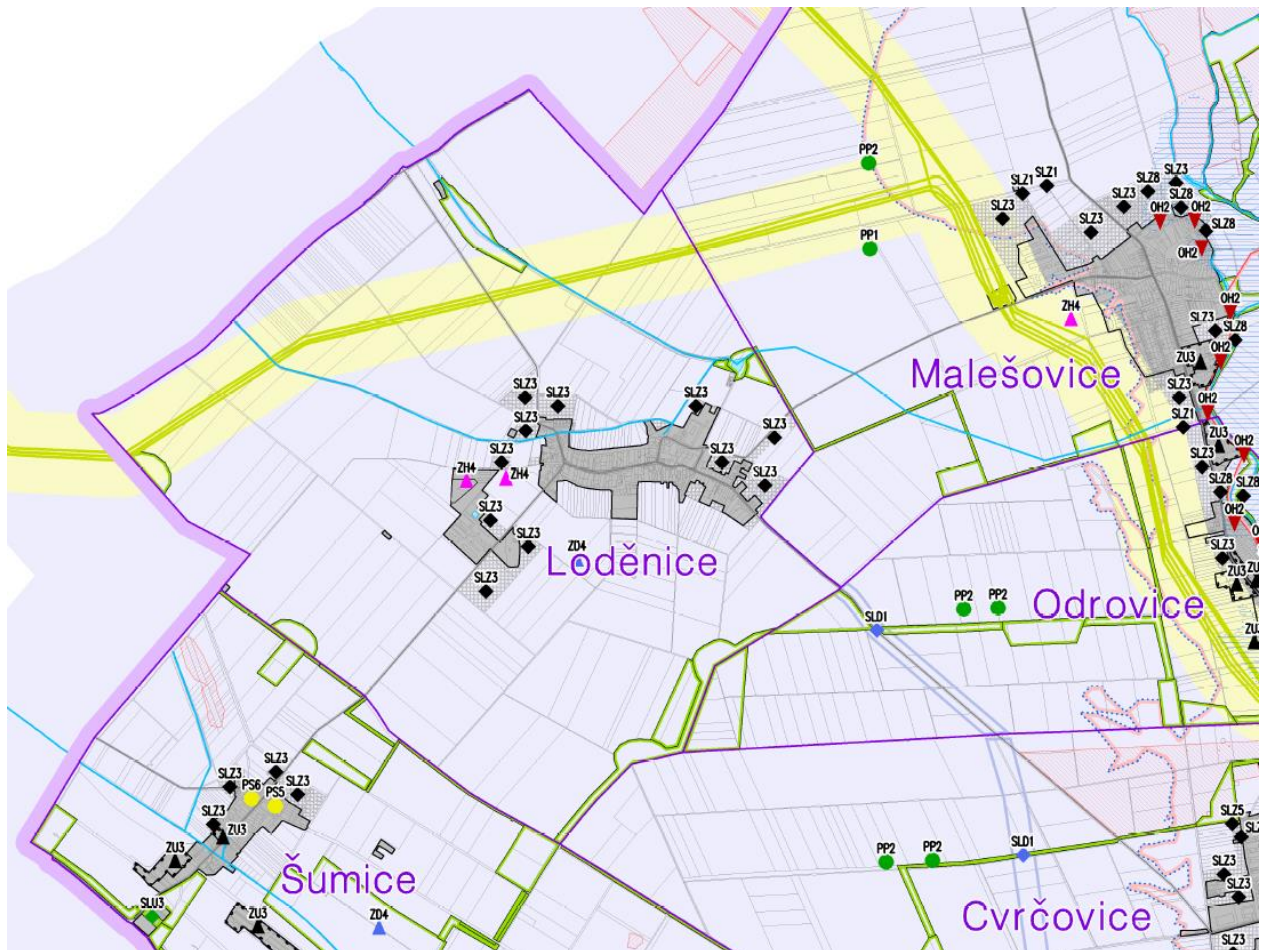 PP2
SLZ1
SLZ1
SLZ3
SLZ8
SLZ3
SLZ3
SLZ8
OH2
OH2
SLZ8
SLZ3
OH2
PP1
ZH4
OH2
SLZ3
SLZ8
ZU3
OH2
Malešovice
SLZ3
SLZ3
SLZ3
SLZ3
OH2
SLZ3
SLZ1
SLZ3
ZU3
OH2
SLZ3
ZH4
ZH4
SLZ3
SLZ3
SLZ3
SLZ8
SLZ8
SLZ3
OH2
SLZ3
ZD4
Loděnice
SLZ3
SLZ3
ZU3
ZU3
PP2
PP2
Odrovice
SLD1
SLZ3
SLZ3
PS6
PS5
SLZ3
SLZ3
ZU3
ZU3
SLZ5
PP2
PP2
SLD1
Šumice
SLZ3
SLZ3
SLU3
ZU3
ZD4
Cvrčovice
SLZ3